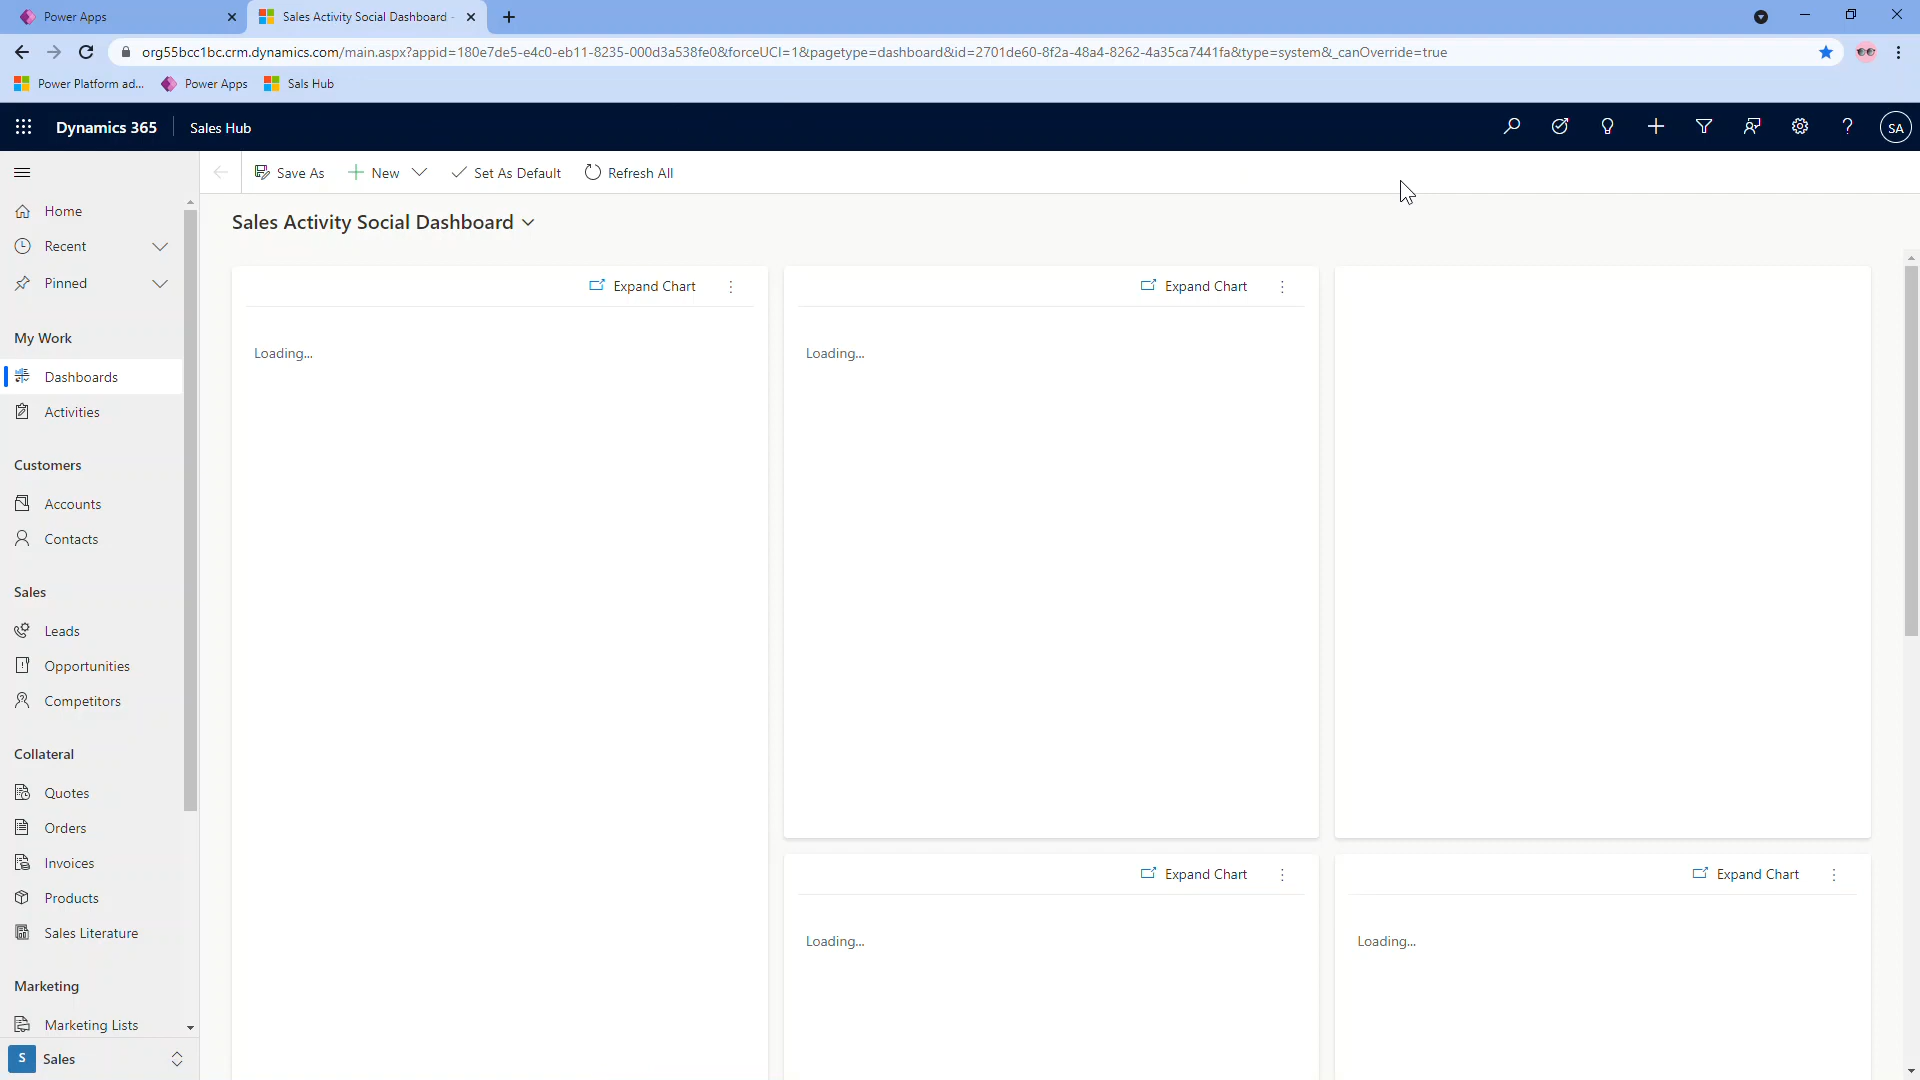 Power Apps
Sales Activity Social Dashboard -
org55bcc1bc.crm.dynamics.com/main.aspx?appid=180e7de5-e4c0-eb11-8235-000d3a538fe0&forceUCI=1&pagetype=dashboard&id=2701de60-8f2a-48a4-8262-4a35ca7441fa&type=system&_canOverride=true
Power Platform ad... Power Apps Sals Hub
Dynamics 365 Sales Hub SA
Save As New Set As Default Refresh All
Sales Activity Social Dashboard
Home
Recent
Pinned
My Work
Dashboards
Activities
Customers
Accounts
Contacts
Sales
Leads
Opportunities
Competitors
Collateral
Quotes
Orders
Invoices
Products
Sales Literature
Marketing
Marketing Lists
S Sales
Expand Chart
Loading...
Expand Chart
Loading...
Expand Chart
Loading...
Expand Chart
Loading...